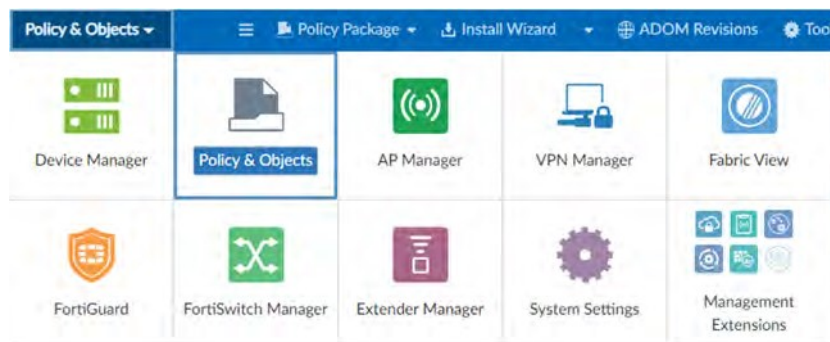 Policy & Objects Policy Package Install Wizard ADOM Revisions Too
Device Manager Policy & Objects AP Manager VPN Manager Fabric View
FortiGuard FortiSwitch Manager Extender Manager System Settings Management
Extensions